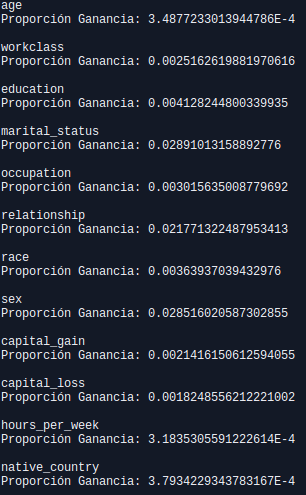 age
Proporción Ganancia: 3.4877233013944786E-4
workclass
Proporción Ganancia: 0.0025162619881970616
education
Proporción Ganancia: 0.004128244800339935
marital_status
Proporción Ganancia: 0.02891013158892776
occupation
Proporción Ganancia: 0.003015635008779692
relationship
Proporción Ganancia: 0.021771322487953413
race
Proporción Ganancia: 0.00363937039432976
sex
Proporción Ganancia: 0.028516020587302855
capital_gain
Proporción Ganancia: 0.0021416150612594055
capital_loss
Proporción Ganancia: 0.0018248556212221002
hours_per_week
Proporción Ganancia: 3.1835305591222614E-4
native_country
Proporción Ganancia: 3.7934229343783167E-4